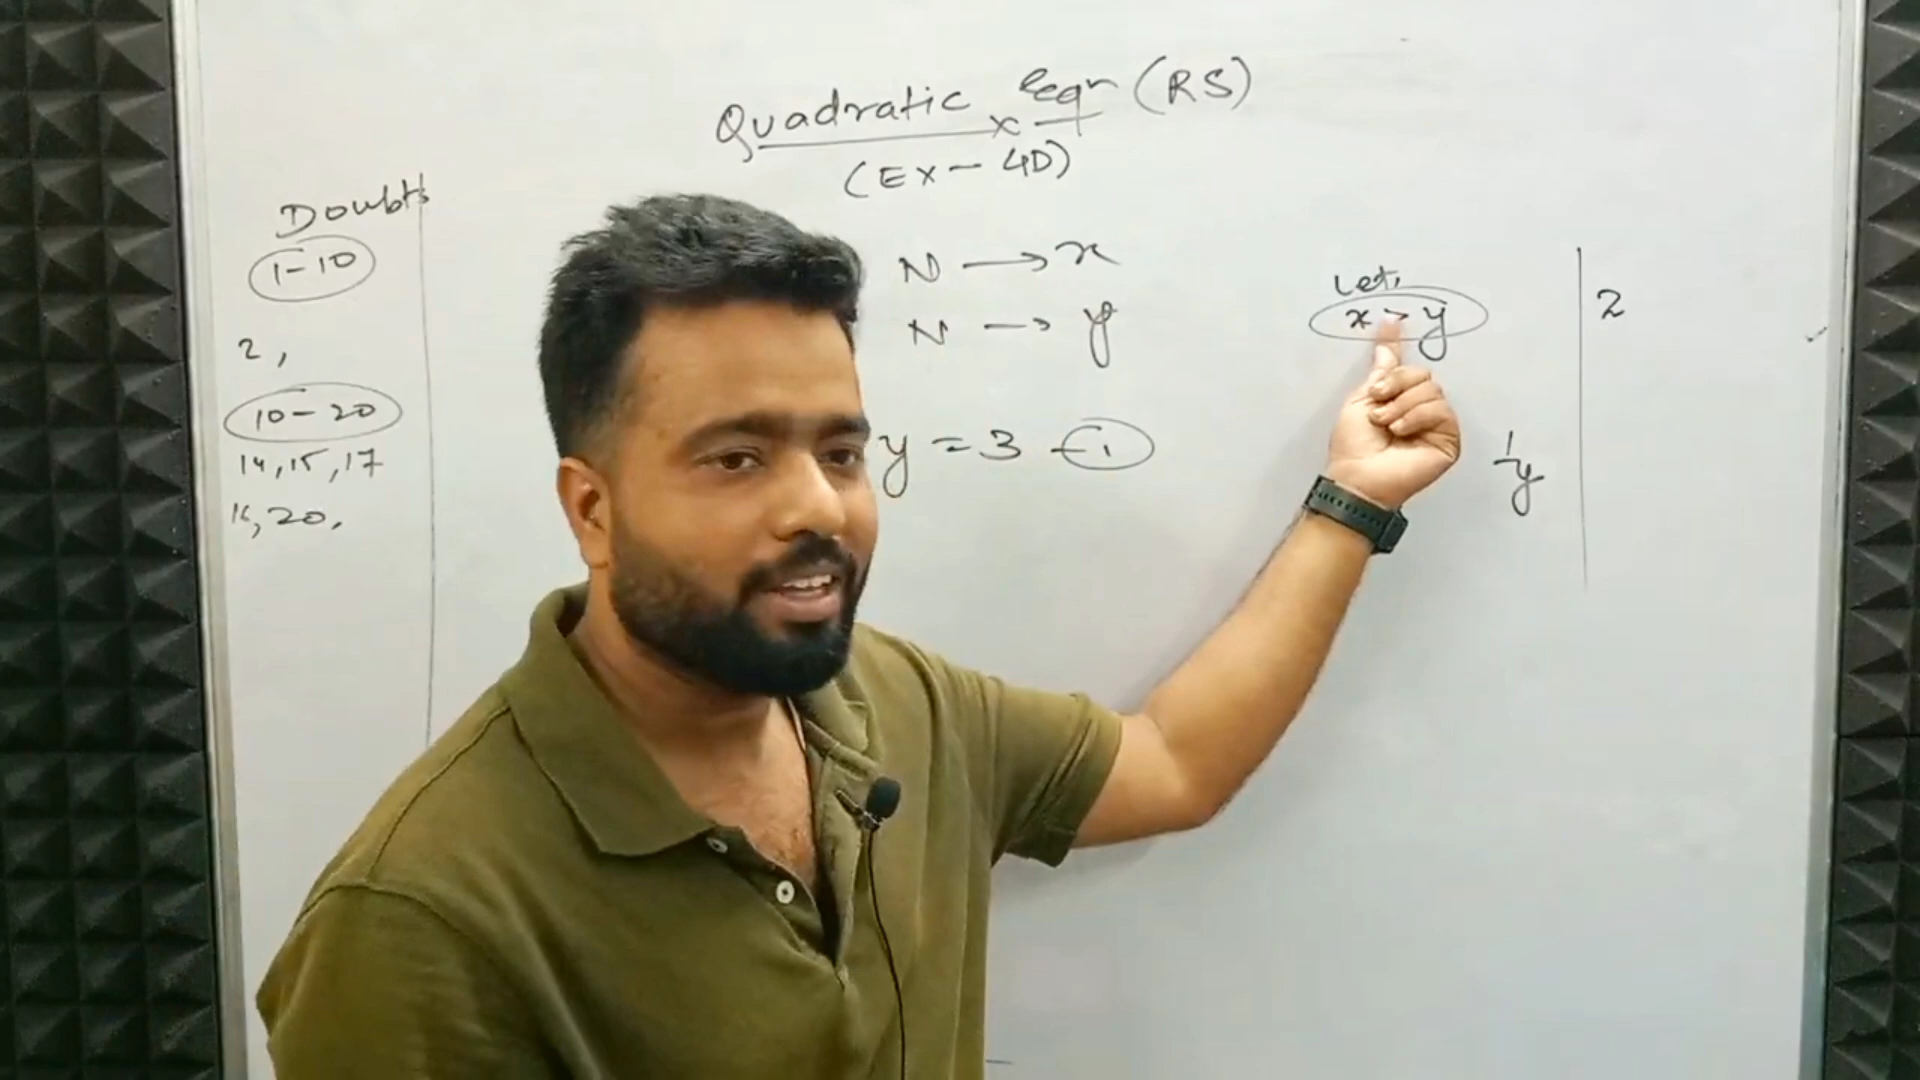 Quadratic Eqn (RS)
x
(Ex - 4D)
Doubts
1-10
2,
10-20
14, 15, 17
20,
N → x
N → y
y = 3 - 1
Let,
x > y
1/y
2